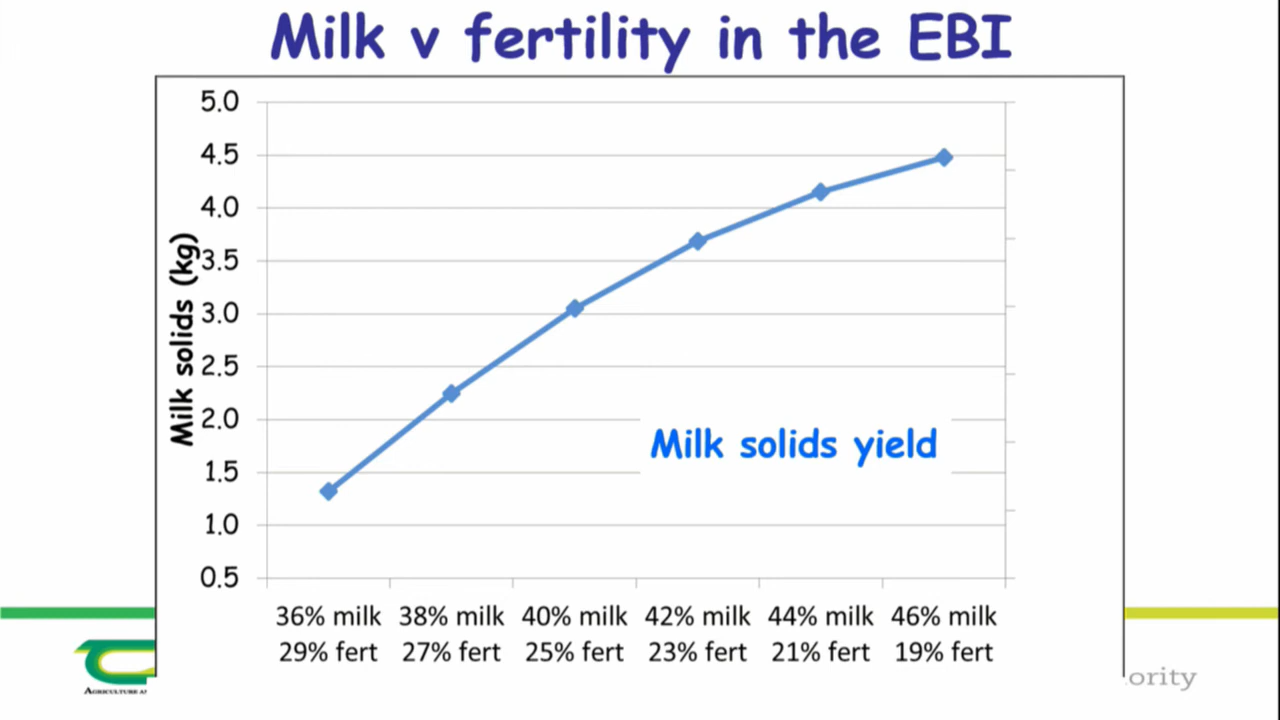 Milk v fertility in the EBI
5.0
4.5
4.0
3.5
3.0
2.5
2.0
1.5
1.0
0.5
Milk solids (kg)
Milk solids yield
36% milk 38% milk 40% milk 42% milk 44% milk 46% milk
29% fert 27% fert 25% fert 23% fert 21% fert 19% fert
AGRICULTURE